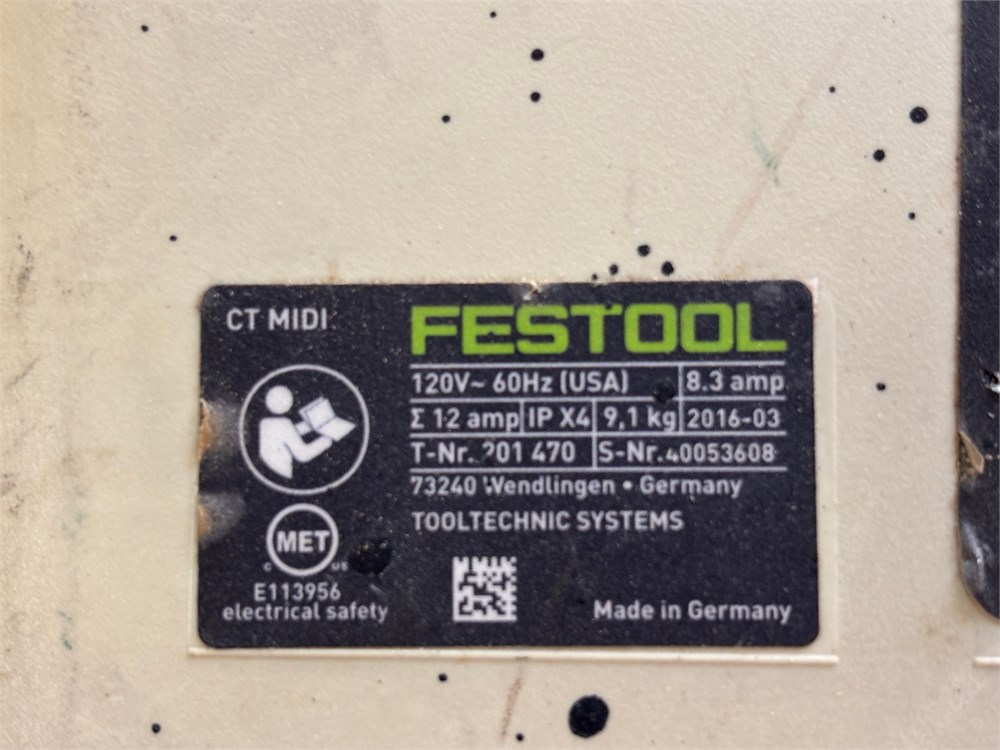 CT MIDI
FESTOOL
120V~ 60Hz (USA) 8.3 amp
Σ 12 amp IP X4 9,1 kg 2016-03
T-Nr. 201 470 S-Nr. 40053608
73240 Wendlingen • Germany
TOOLTECHNIC SYSTEMS
MET
C US
E113956
electrical safety
Made in Germany